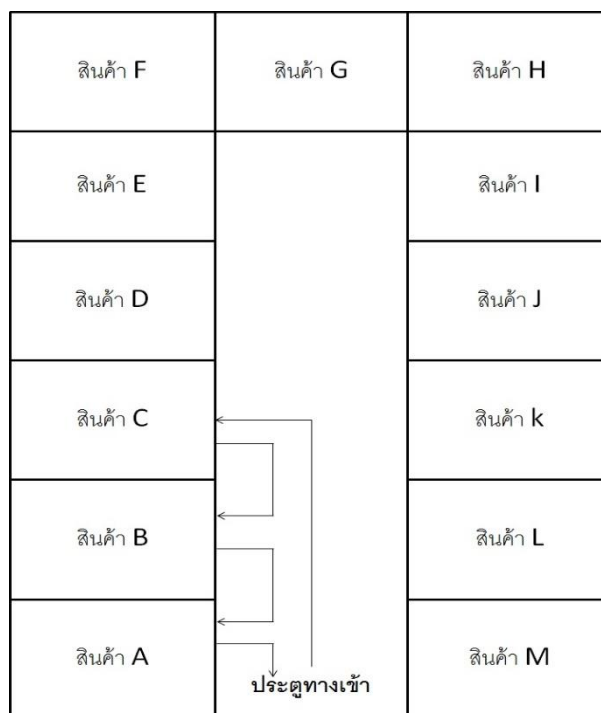 สินค้า F สินค้า G สินค้า H
สินค้า E สินค้า I
สินค้า D สินค้า J
สินค้า C สินค้า k
สินค้า B สินค้า L
สินค้า A สินค้า M
ประตูทางเข้า